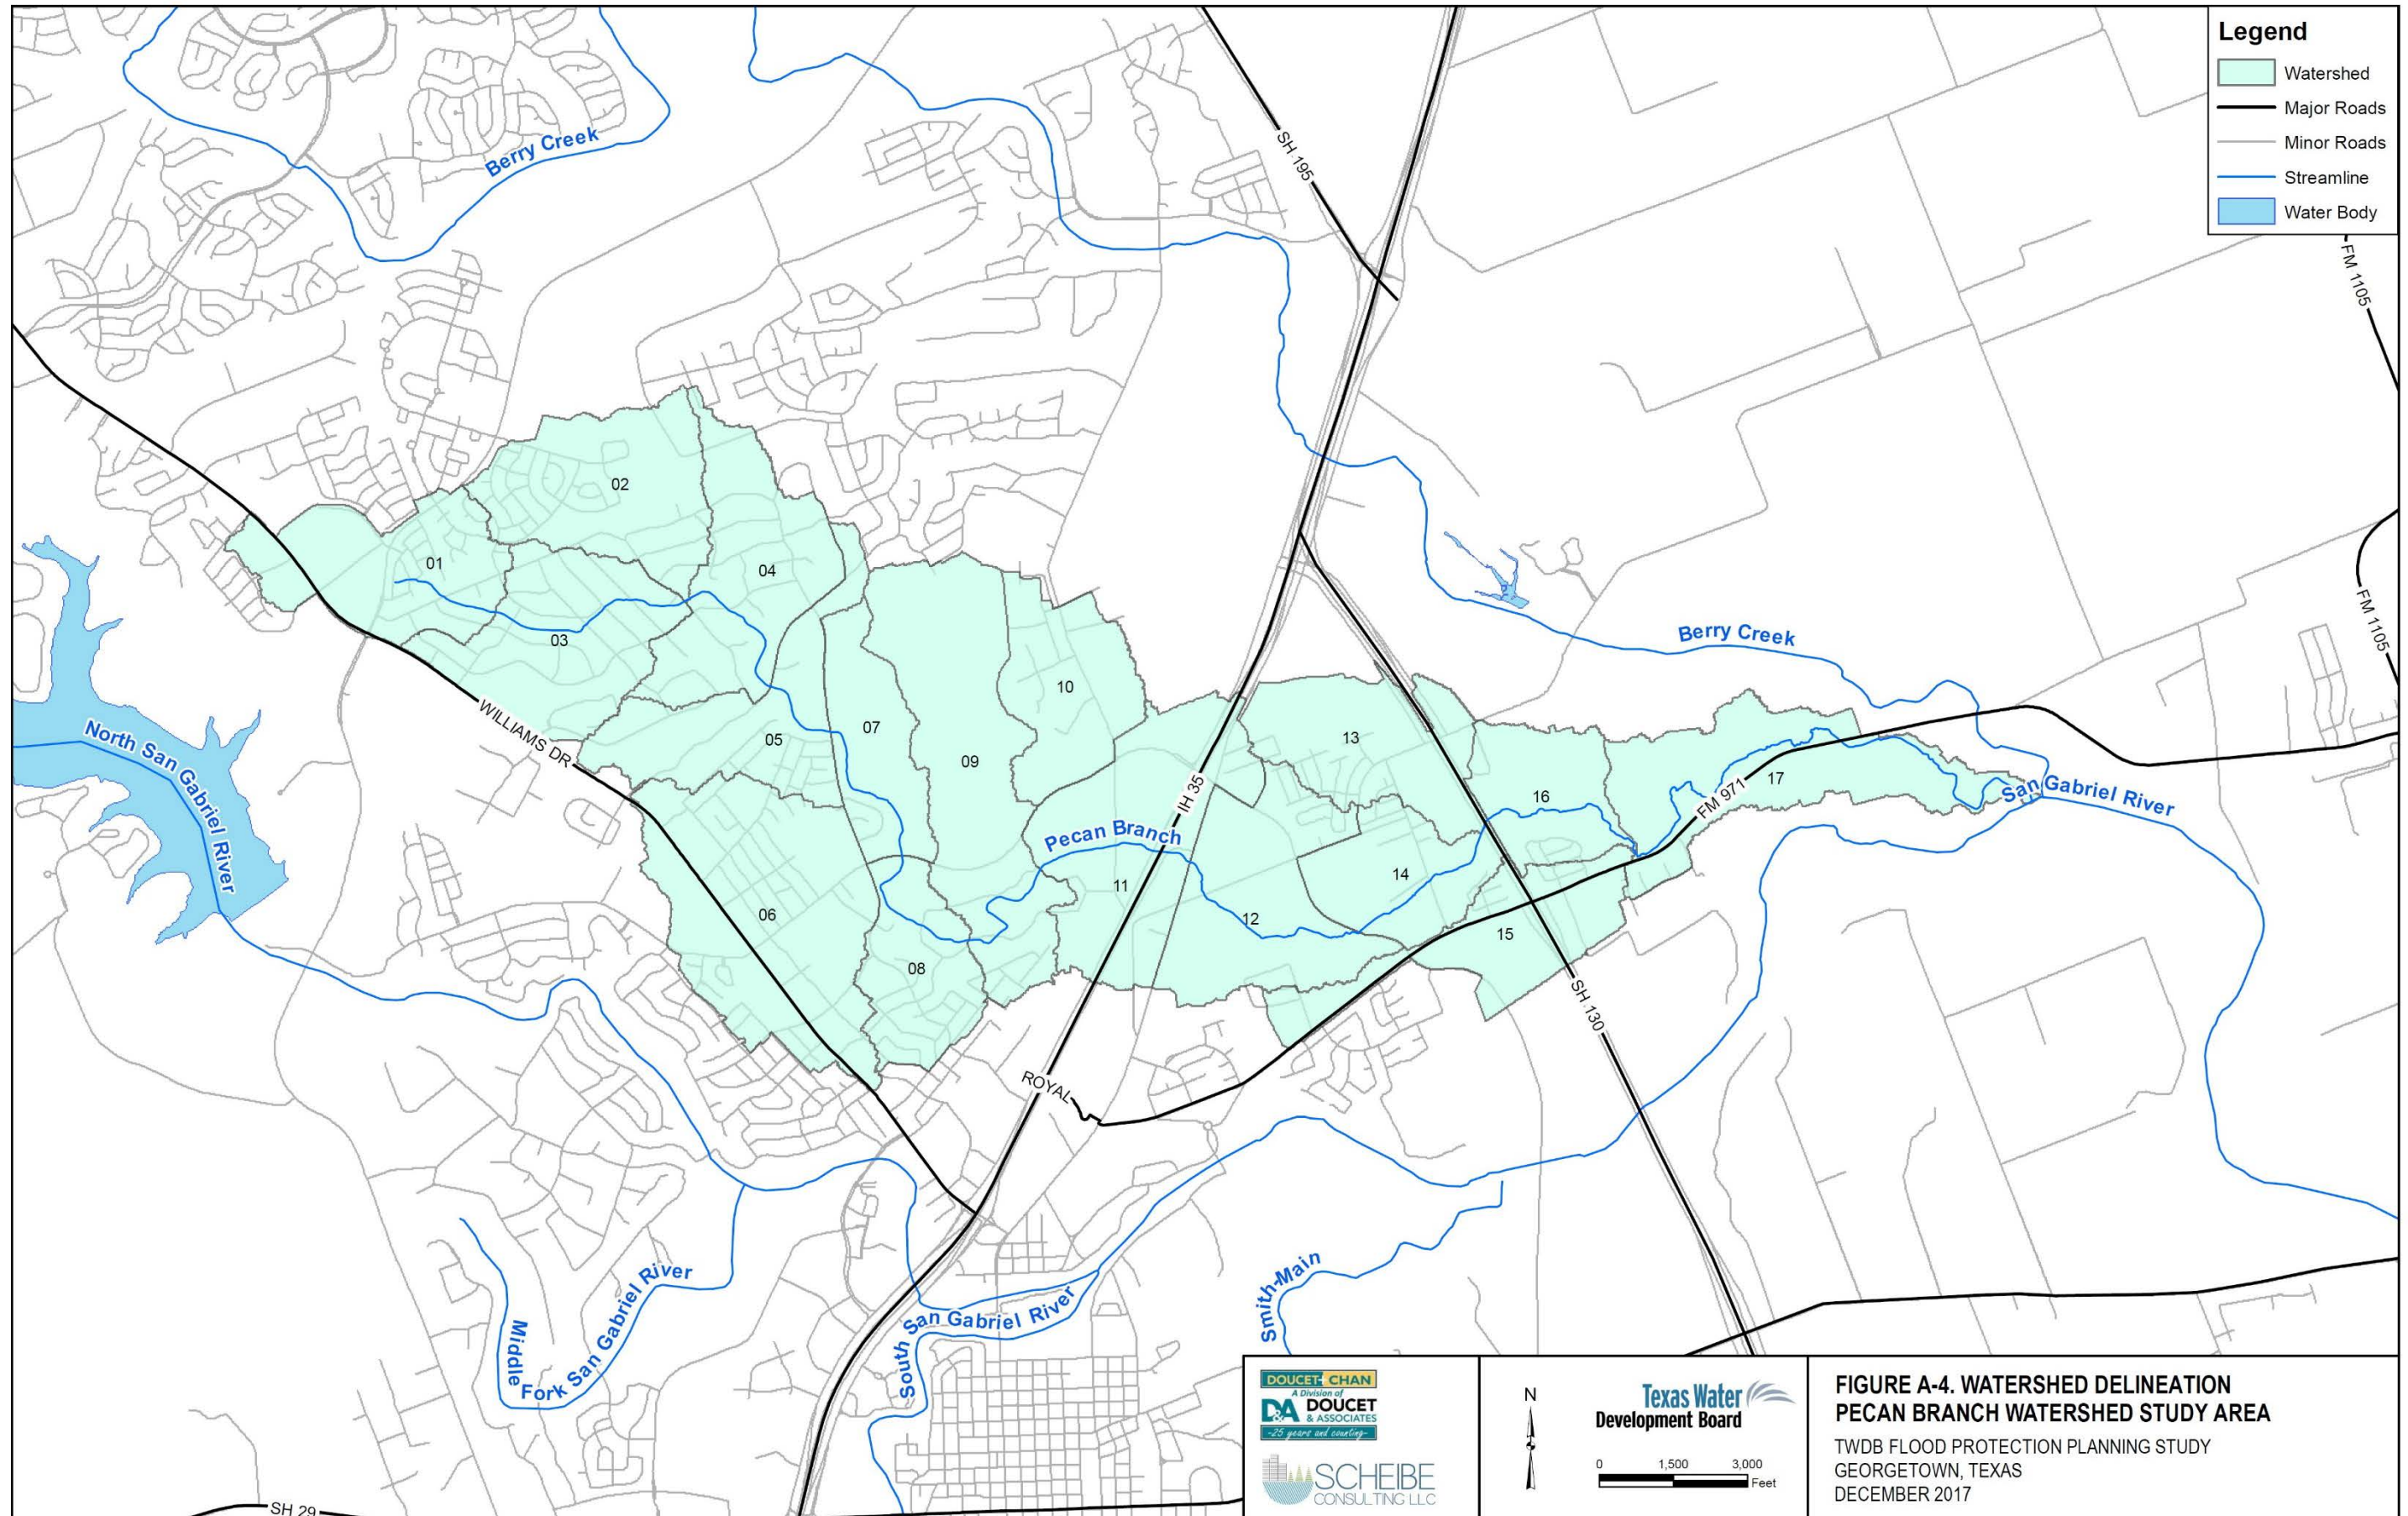 Legend
Watershed
Major Roads
Minor Roads
Streamline
Water Body
Berry Creek
SH 195
FM 1105
02
01
04
03
FM 1105
Berry Creek
10
07
WILLIAMS DR
05
09
13
North San Gabriel River
IH 35
16
17
FM 971
San Gabriel River
Pecan Branch
11
14
06
12
15
08
SH 130
ROYAL
Middle Fork San Gabriel River
South San Gabriel River
Smith-Main
SH 29
DOUCET+CHAN
A Division of
D&A DOUCET
& ASSOCIATES
-25 years and counting-
SCHEIBE
CONSULTING LLC
N
Texas Water
Development Board
0 1,500 3,000
Feet
FIGURE A-4. WATERSHED DELINEATION
PECAN BRANCH WATERSHED STUDY AREA
TWDB FLOOD PROTECTION PLANNING STUDY
GEORGETOWN, TEXAS
DECEMBER 2017